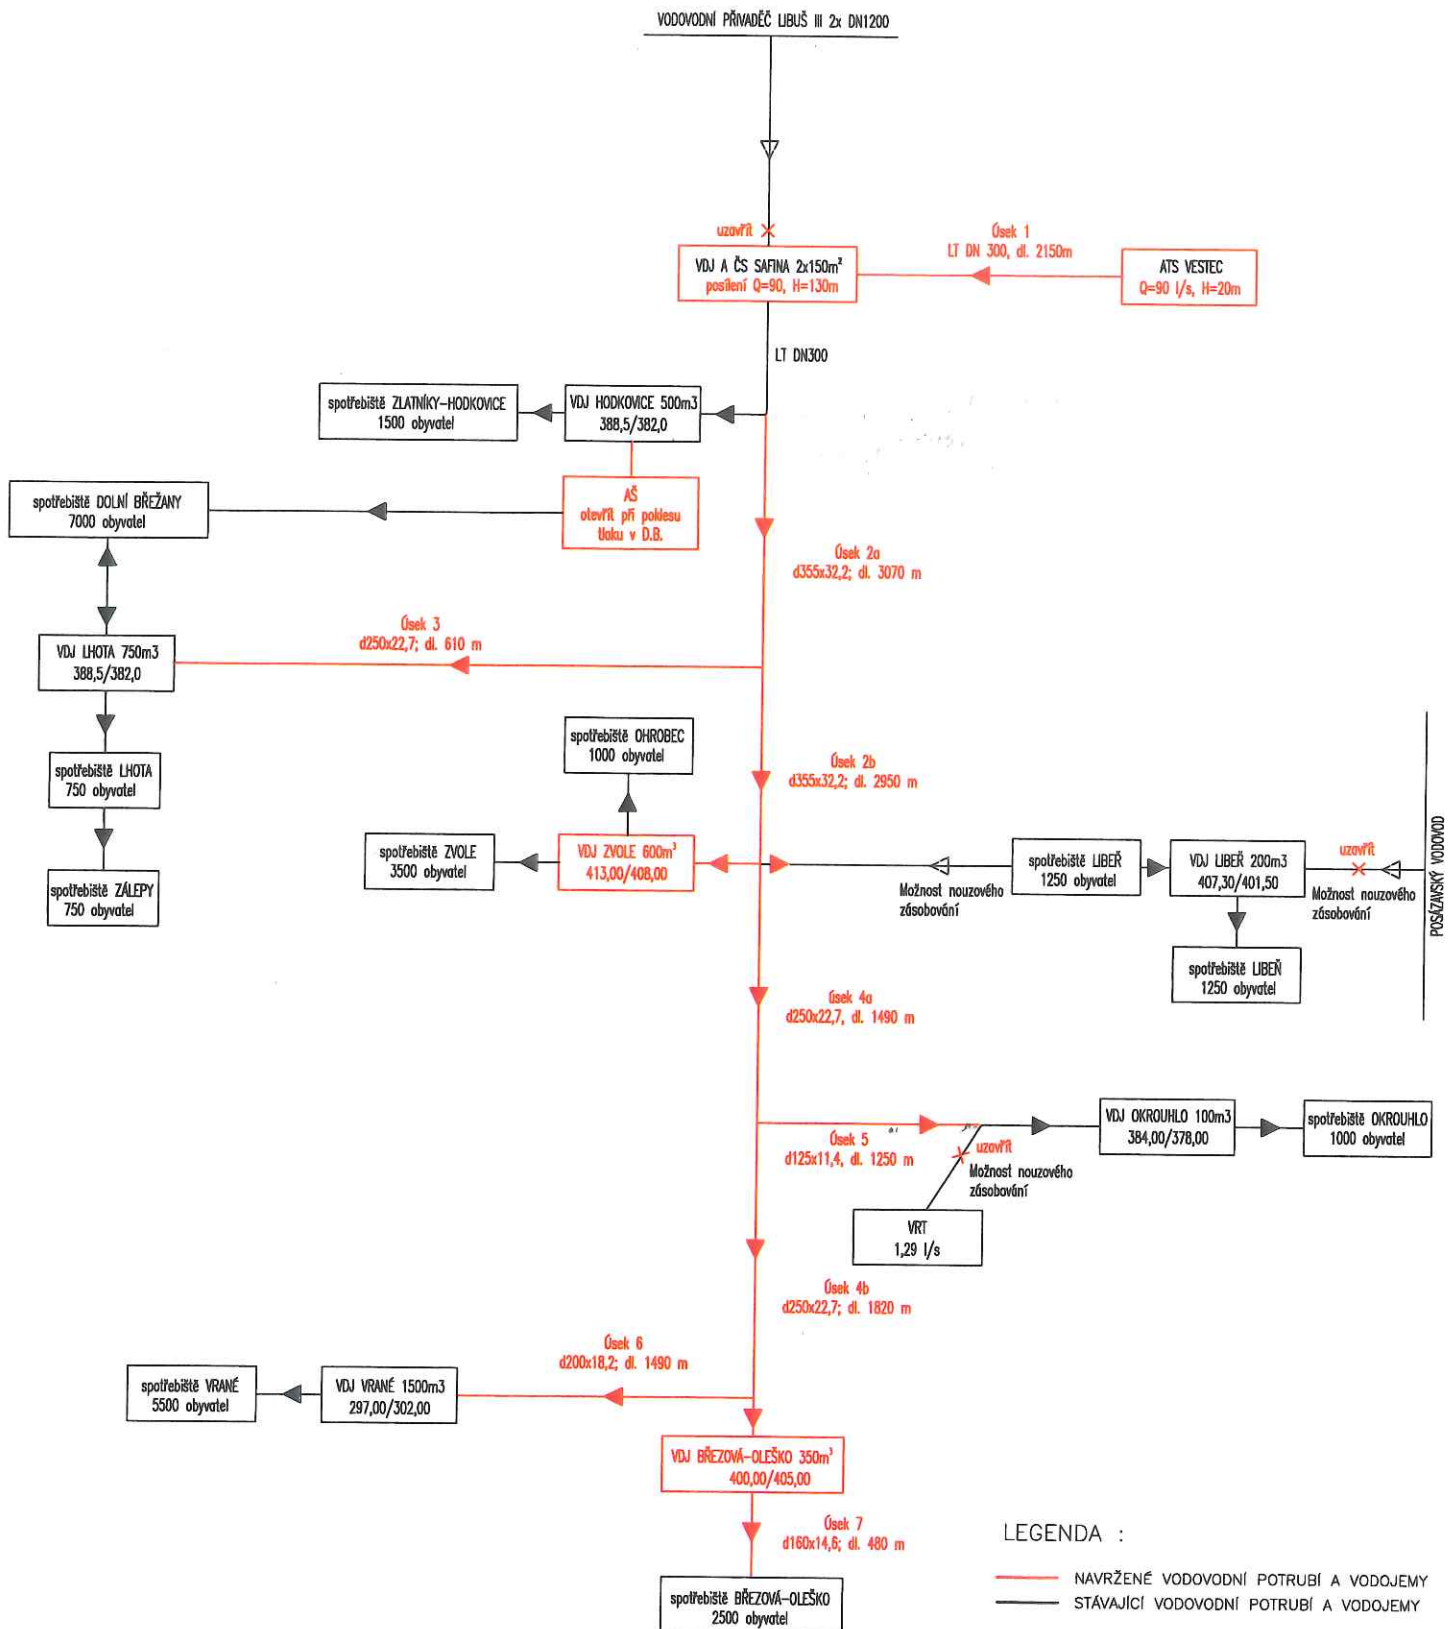 VODOVODNÍ PŘIVADĚČ LIBUŠ III 2x DN1200
uzavřít
VDJ A ČS SAFINA 2x150m²
posílení Q=90, H=130m
Úsek 1
LT DN 300, dl. 2150m
ATS VESTEC
Q=90 l/s, H=20m
LT DN300
spotřebiště ZLATNÍKY-HODKOVICE
1500 obyvatel
VDJ HODKOVICE 500m3
388,5/382,0
spotřebiště DOLNÍ BŘEŽANY
7000 obyvatel
AŠ
otevřít při poklesu
tlaku v D.B.
Úsek 2a
d355x32,2; dl. 3070 m
Úsek 3
d250x22,7; dl. 610 m
VDJ LHOTA 750m3
388,5/382,0
spotřebiště LHOTA
750 obyvatel
spotřebiště ZÁLEPY
750 obyvatel
spotřebiště OHROBEC
1000 obyvatel
Úsek 2b
d355x32,2; dl. 2950 m
spotřebiště ZVOLE
3500 obyvatel
VDJ ZVOLE 600m³
413,00/408,00
Možnost nouzového
zásobování
spotřebiště LIBEŘ
1250 obyvatel
VDJ LIBEŘ 200m3
407,30/401,50
uzavřít
Možnost nouzového
zásobování
POSÁZAVSKÝ VODOVOD
spotřebiště LIBEŇ
1250 obyvatel
úsek 4a
d250x22,7, dl. 1490 m
Úsek 5
d125x11,4, dl. 1250 m
uzavřít
Možnost nouzového
zásobování
VDJ OKROUHLO 100m3
384,00/378,00
spotřebiště OKROUHLO
1000 obyvatel
VRT
1,29 l/s
Úsek 4b
d250x22,7; dl. 1820 m
Úsek 6
d200x18,2; dl. 1490 m
spotřebiště VRANÉ
5500 obyvatel
VDJ VRANÉ 1500m3
297,00/302,00
VDJ BŘEZOVÁ-OLEŠKO 350m³
400,00/405,00
Úsek 7
d160x14,6; dl. 480 m
spotřebiště BŘEZOVÁ-OLEŠKO
2500 obyvatel
LEGENDA :
NAVRŽENÉ VODOVODNÍ POTRUBÍ A VODOJEMY
STÁVAJÍCÍ VODOVODNÍ POTRUBÍ A VODOJEMY